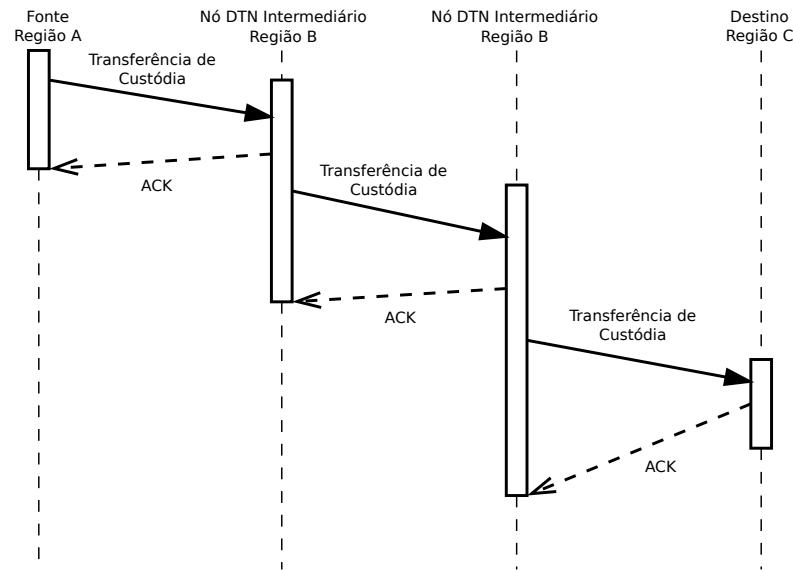 Fonte
Região A
Nó DTN Intermediário
Região B
Nó DTN Intermediário
Região B
Destino
Região C
Transferência de
Custódia
ACK
Transferência de
Custódia
ACK
Transferência de
Custódia
ACK